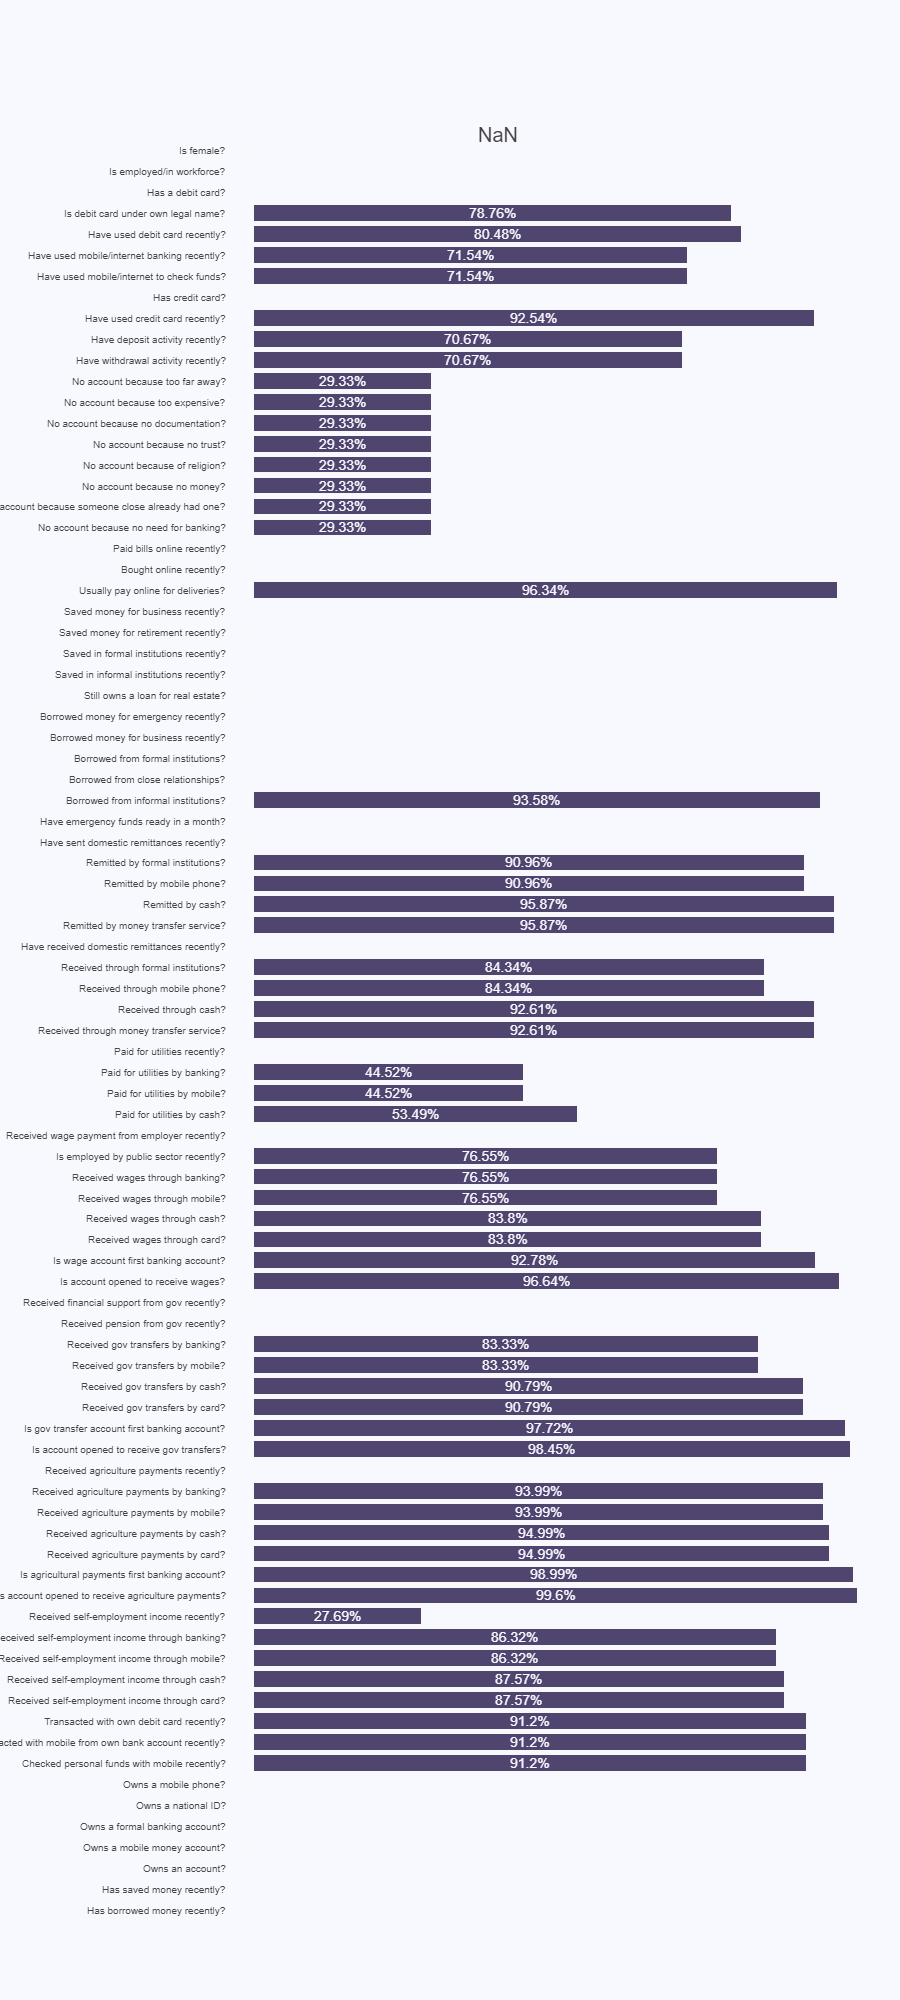 NaN
Is female?
Is employed/in workforce?
Has a debit card?
Is debit card under own legal name? 78.76%
Have used debit card recently? 80.48%
Have used mobile/internet banking recently? 71.54%
Have used mobile/internet to check funds? 71.54%
Has credit card?
Have used credit card recently? 92.54%
Have deposit activity recently? 70.67%
Have withdrawal activity recently? 70.67%
No account because too far away? 29.33%
No account because too expensive? 29.33%
No account because no documentation? 29.33%
No account because no trust? 29.33%
No account because of religion? 29.33%
No account because no money? 29.33%
account because someone close already had one? 29.33%
No account because no need for banking? 29.33%
Paid bills online recently?
Bought online recently?
Usually pay online for deliveries? 96.34%
Saved money for business recently?
Saved money for retirement recently?
Saved in formal institutions recently?
Saved in informal institutions recently?
Still owns a loan for real estate?
Borrowed money for emergency recently?
Borrowed money for business recently?
Borrowed from formal institutions?
Borrowed from close relationships?
Borrowed from informal institutions? 93.58%
Have emergency funds ready in a month?
Have sent domestic remittances recently?
Remitted by formal institutions? 90.96%
Remitted by mobile phone? 90.96%
Remitted by cash? 95.87%
Remitted by money transfer service? 95.87%
Have received domestic remittances recently?
Received through formal institutions? 84.34%
Received through mobile phone? 84.34%
Received through cash? 92.61%
Received through money transfer service? 92.61%
Paid for utilities recently?
Paid for utilities by banking? 44.52%
Paid for utilities by mobile? 44.52%
Paid for utilities by cash? 53.49%
Received wage payment from employer recently?
Is employed by public sector recently? 76.55%
Received wages through banking? 76.55%
Received wages through mobile? 76.55%
Received wages through cash? 83.8%
Received wages through card? 83.8%
Is wage account first banking account? 92.78%
Is account opened to receive wages? 96.64%
Received financial support from gov recently?
Received pension from gov recently?
Received gov transfers by banking? 83.33%
Received gov transfers by mobile? 83.33%
Received gov transfers by cash? 90.79%
Received gov transfers by card? 90.79%
Is gov transfer account first banking account? 97.72%
Is account opened to receive gov transfers? 98.45%
Received agriculture payments recently?
Received agriculture payments by banking? 93.99%
Received agriculture payments by mobile? 93.99%
Received agriculture payments by cash? 94.99%
Received agriculture payments by card? 94.99%
Is agricultural payments first banking account? 98.99%
s account opened to receive agriculture payments? 99.6%
Received self-employment income recently? 27.69%
eceived self-employment income through banking? 86.32%
Received self-employment income through mobile? 86.32%
Received self-employment income through cash? 87.57%
Received self-employment income through card? 87.57%
Transacted with own debit card recently? 91.2%
acted with mobile from own bank account recently? 91.2%
Checked personal funds with mobile recently? 91.2%
Owns a mobile phone?
Owns a national ID?
Owns a formal banking account?
Owns a mobile money account?
Owns an account?
Has saved money recently?
Has borrowed money recently?